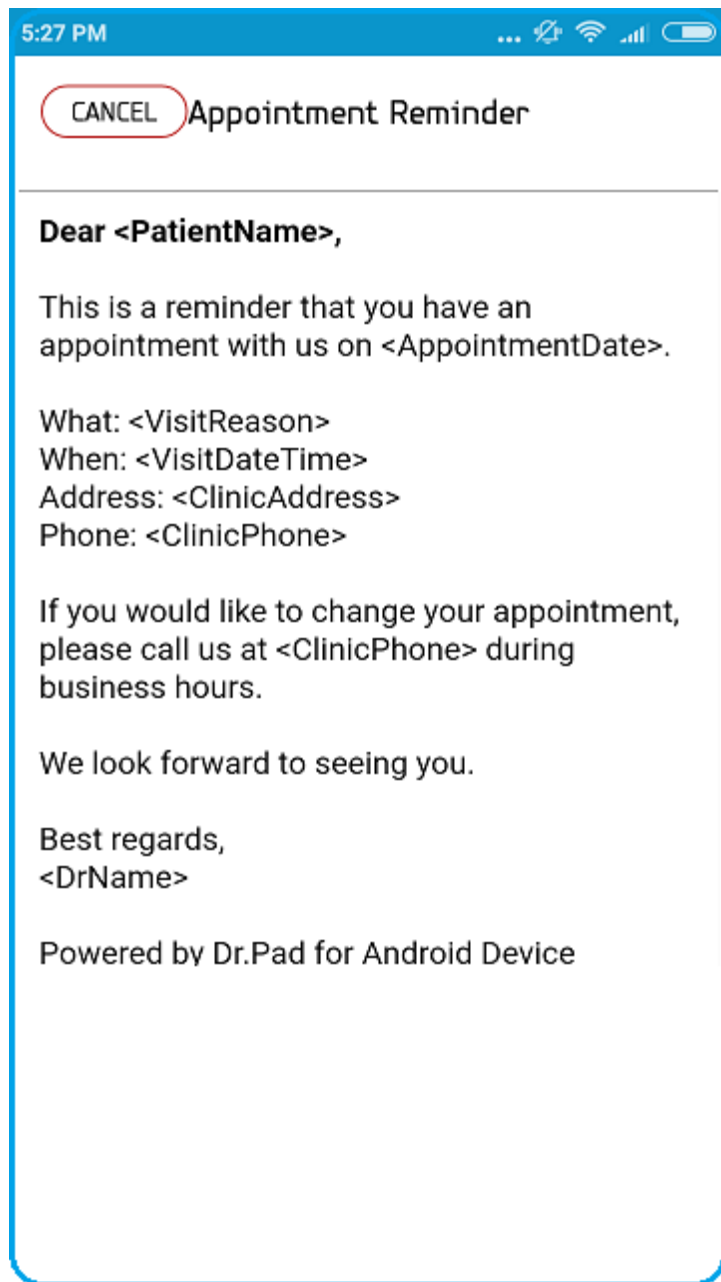 5:27 PM ...
CANCEL Appointment Reminder
Dear <PatientName>,
This is a reminder that you have an
appointment with us on <AppointmentDate>.
What: <VisitReason>
When: <VisitDateTime>
Address: <ClinicAddress>
Phone: <ClinicPhone>
If you would like to change your appointment,
please call us at <ClinicPhone> during
business hours.
We look forward to seeing you.
Best regards,
<DrName>
Powered by Dr.Pad for Android Device